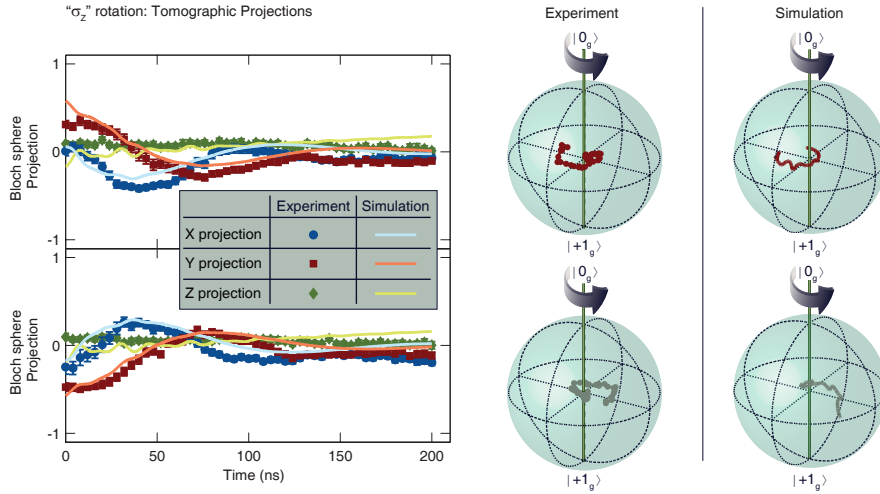 “σz” rotation: Tomographic Projections
Experiment
Simulation
1
0
-1
Bloch sphere
Projection
Experiment
Simulation
X projection
Y projection
Z projection
1
0
-1
Bloch sphere
Projection
0
50
100
150
200
Time (ns)
|0g⟩
|+1g⟩
|0g⟩
|+1g⟩
|0g⟩
|+1g⟩
|0g⟩
|+1g⟩